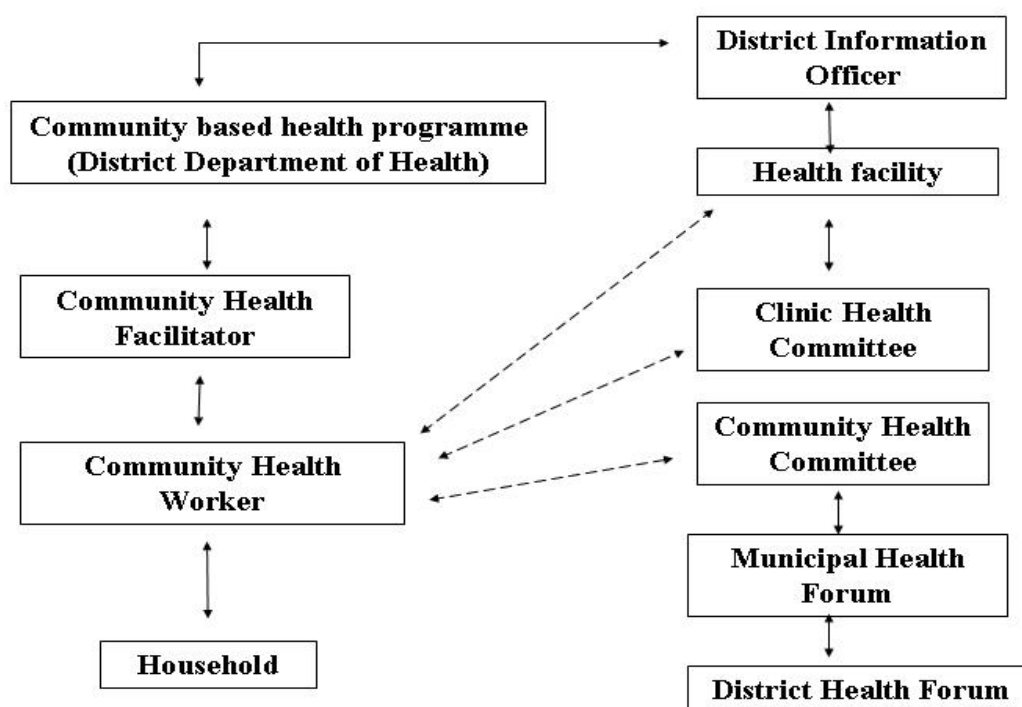 District Information
Officer
Community based health programme
(District Department of Health)
Health facility
Community Health
Facilitator
Clinic Health
Committee
Community Health
Committee
Community Health
Worker
Municipal Health
Forum
Household
District Health Forum